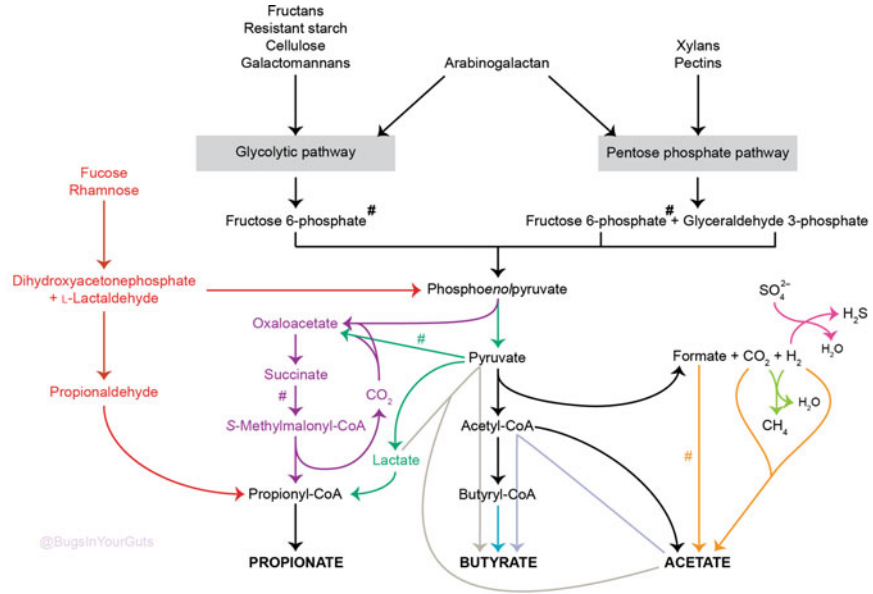 Fructans
Resistant starch
Cellulose
Galactomannans
Arabinogalactan
Xylans
Pectins
Glycolytic pathway
Pentose phosphate pathway
Fucose
Rhamnose
Fructose 6-phosphate#
Fructose 6-phosphate# + Glyceraldehyde 3-phosphate
Dihydroxyacetonephosphate
+ L-Lactaldehyde
Phosphoenolpyruvate
SO₄²⁻
H₂S
H₂O
Oxaloacetate
#
Pyruvate
Formate + CO₂ + H₂
Succinate
Propionaldehyde
#
CO₂
H₂O
CH₄
S-Methylmalonyl-CoA
Acetyl-CoA
Lactate
#
Propionyl-CoA
Butyryl-CoA
@BugsInYourGuts
PROPIONATE
BUTYRATE
ACETATE